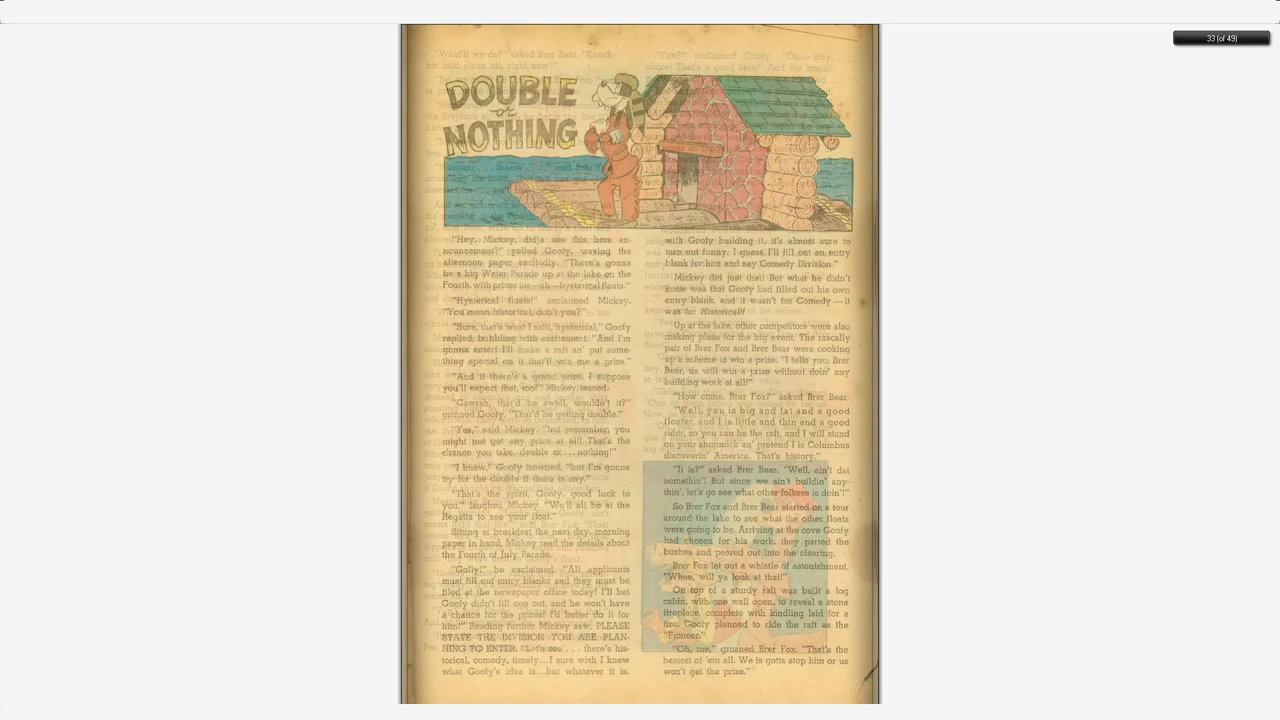 33 (of 49)
DOUBLE
or
NOTHING
"Hey, Mickey, didja see this here an-
nouncement?" yelled Goofy, waving the
afternoon paper excitedly. "There's gonna
be a big Water Parade up at the lake on the
Fourth, with prizes for—uh—hysterical floats."
"Hysterical floats!" exclaimed Mickey.
"You mean historical, don't you?"
"Sure, that's what I said, hysterical," Goofy
replied, bubbling with excitement. "And I'm
gonna enter! I'll make a raft an' put some-
thing special on it that'll win me a prize."
"And if there's a grand prize, I suppose
you'll expect that, too!" Mickey teased.
"Gawrsh, that'd be swell, wouldn't it?"
grinned Goofy. "That'd be getting double."
"Yes," said Mickey, "but remember, you
might not get any prize at all! That's the
chance you take, double or . . . nothing!"
"I know," Goofy frowned, "but I'm gonna
try for the double if there is any."
"That's the spirit, Goofy, good luck to
you," laughed Mickey. "We'll all be at the
Regatta to see your float."
Sitting at breakfast the next day, morning
paper in hand, Mickey read the details about
the Fourth of July Parade.
"Golly!" he exclaimed. "All applicants
must fill out entry blanks and they must be
filed at the newspaper office today! I'll bet
Goofy didn't fill one out, and he won't have
a chance for the prizes! I'd better do it for
him!" Reading further Mickey saw: PLEASE
STATE THE DIVISION YOU ARE PLAN-
NING TO ENTER. "Let's see . . . there's his-
torical, comedy, timely...I sure wish I knew
what Goofy's idea is...but whatever it is,
with Goofy building it, it's almost sure to
turn out funny. I guess I'll fill out an entry
blank for him and say Comedy Division."
Mickey did just that! But what he didn't
know was that Goofy had filled out his own
entry blank, and it wasn't for Comedy—it
was for Historical!!
Up at the lake, other competitors were also
making plans for the big event. The rascally
pair of Brer Fox and Brer Bear were cooking
up a scheme to win a prize. "I tells you, Brer
Bear, us will win a prize without doin' any
building work at all!"
"How come, Brer Fox?" asked Brer Bear.
"Well, you is big and fat and a good
floater, and I is little and thin and a good
rider, so you can be the raft, and I will stand
on your stummick an' pretend I is Columbus
discoverin' America. That's history."
"It is?" asked Brer Bear. "Well, ain't dat
somethin'! But since we ain't buildin' any-
thin', let's go see what other folkses is doin'!"
So Brer Fox and Brer Bear started on a tour
around the lake to see what the other floats
were going to be. Arriving at the cove Goofy
had chosen for his work, they parted the
bushes and peered out into the clearing.
Brer Fox let out a whistle of astonishment.
"Whee, will ya look at that!"
On top of a sturdy raft was built a log
cabin, with one wall open, to reveal a stone
fireplace, complete with kindling laid for a
fire. Goofy planned to ride the raft as the
"Pioneer."
"Oh, me," groaned Brer Fox. "That's the
bestest of 'em all. We is gotta stop him or us
won't get the prize."